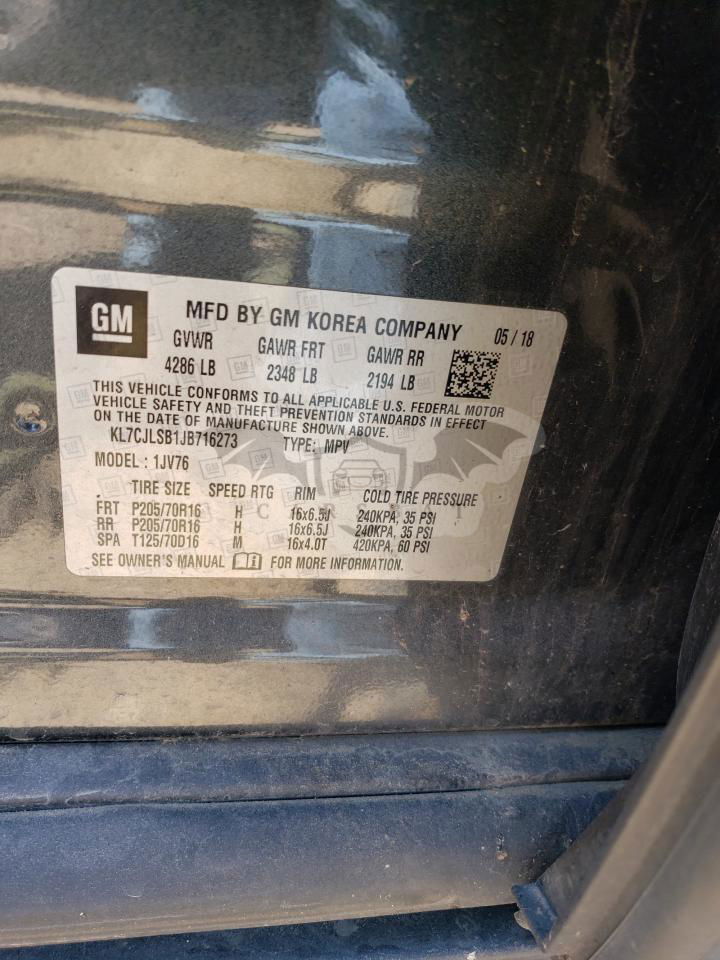 GM MFD BY GM KOREA COMPANY 05 / 18
GVWR GAWR FRT GAWR RR
4286 LB 2348 LB 2194 LB
THIS VEHICLE CONFORMS TO ALL APPLICABLE U.S. FEDERAL MOTOR
VEHICLE SAFETY AND THEFT PREVENTION STANDARDS IN EFFECT
ON THE DATE OF MANUFACTURE SHOWN ABOVE.
KL7CJLSB1JB716273 TYPE: MPV
MODEL : 1JV76
TIRE SIZE SPEED RTG RIM COLD TIRE PRESSURE
FRT P205/70R16 H 16x6.5J 240KPA, 35 PSI
RR P205/70R16 H 16x6.5J 240KPA, 35 PSI
SPA T125/70D16 M 16x4.0T 420KPA, 60 PSI
SEE OWNER'S MANUAL FOR MORE INFORMATION.